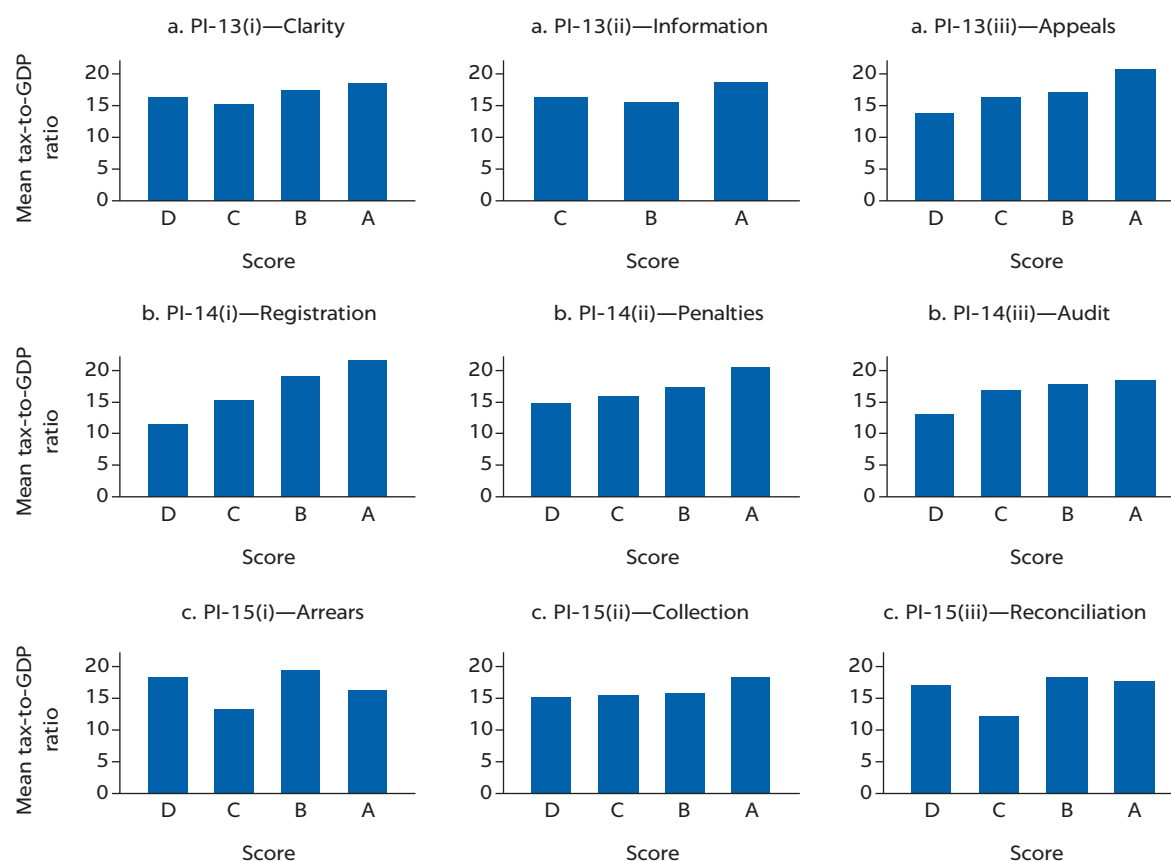 a. PI-13(i)—Clarity
Mean tax-to-GDP
ratio
20
15
10
5
0
D C B A
Score
a. PI-13(ii)—Information
20
15
10
5
0
C B A
Score
a. PI-13(iii)—Appeals
20
15
10
5
0
D C B A
Score
b. PI-14(i)—Registration
Mean tax-to-GDP
ratio
20
15
10
5
0
D C B A
Score
b. PI-14(ii)—Penalties
20
15
10
5
0
D C B A
Score
b. PI-14(iii)—Audit
20
15
10
5
0
D C B A
Score
c. PI-15(i)—Arrears
Mean tax-to-GDP
ratio
20
15
10
5
0
D C B A
Score
c. PI-15(ii)—Collection
20
15
10
5
0
D C B A
Score
c. PI-15(iii)—Reconciliation
20
15
10
5
0
D C B A
Score